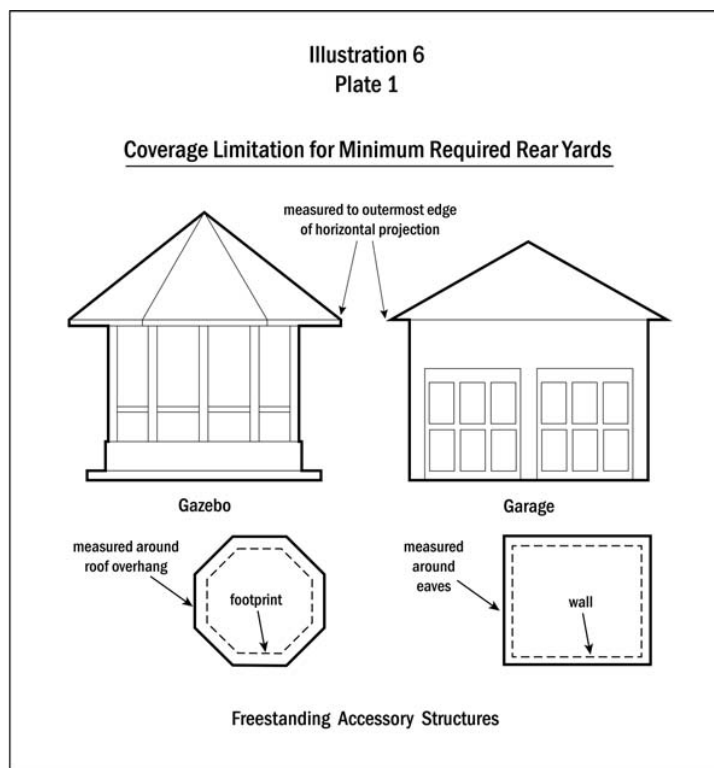 Illustration 6
Plate 1
Coverage Limitation for Minimum Required Rear Yards
measured to outermost edge
of horizontal projection
Gazebo
Garage
measured around
roof overhang
footprint
measured
around
eaves
wall
Freestanding Accessory Structures